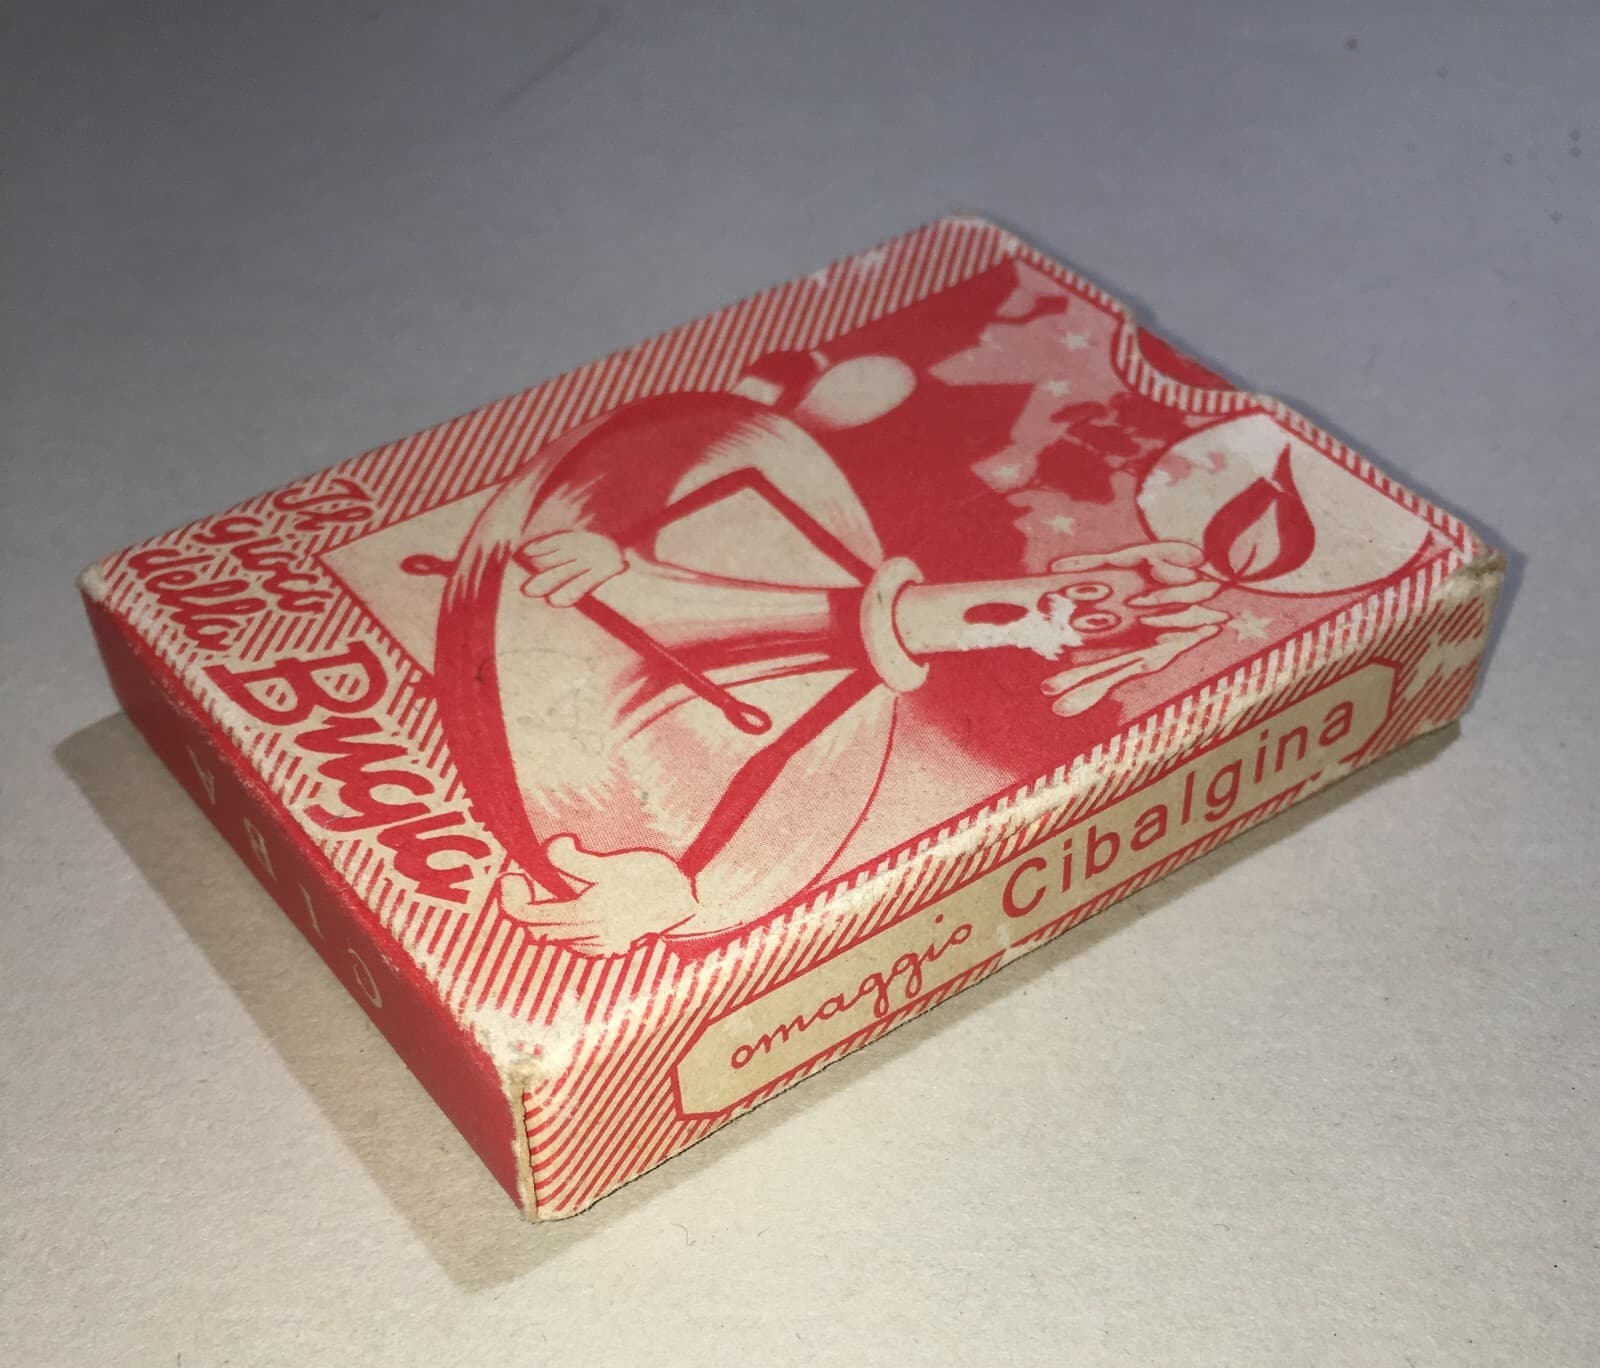 Il
gioco
della
Bugia
omaggio Cibalgina
CIBA